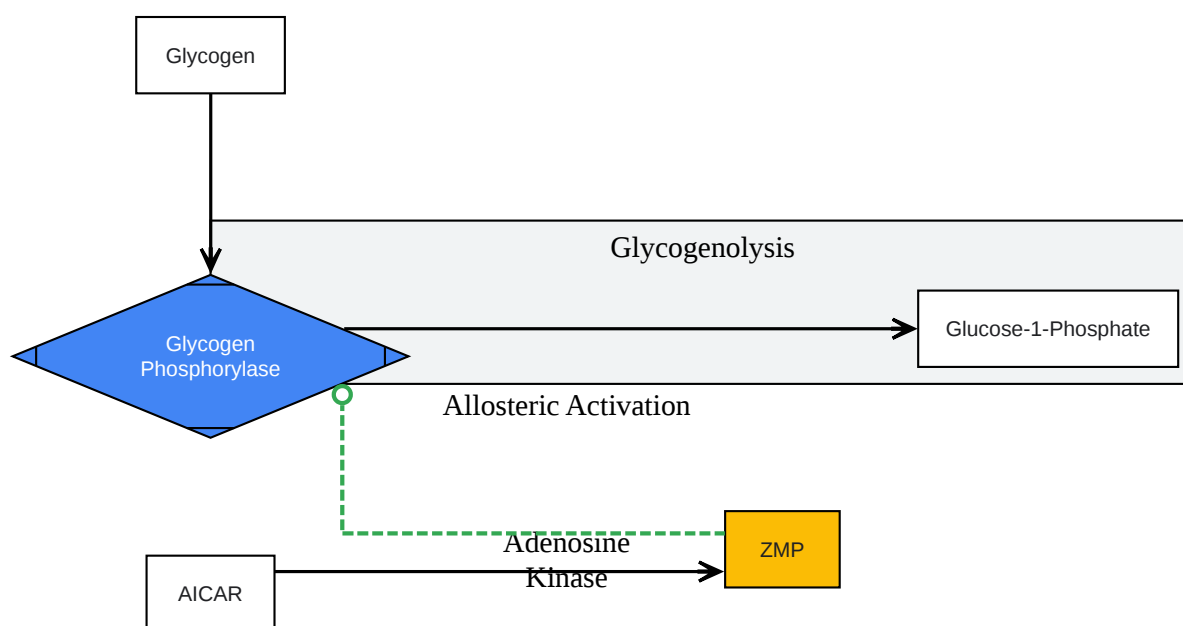 Glycogen
Glycogenolysis
Glucose-1-Phosphate
Glycogen
Phosphorylase
Allosteric Activation
Adenosine
Kinase
ZMP
AICAR